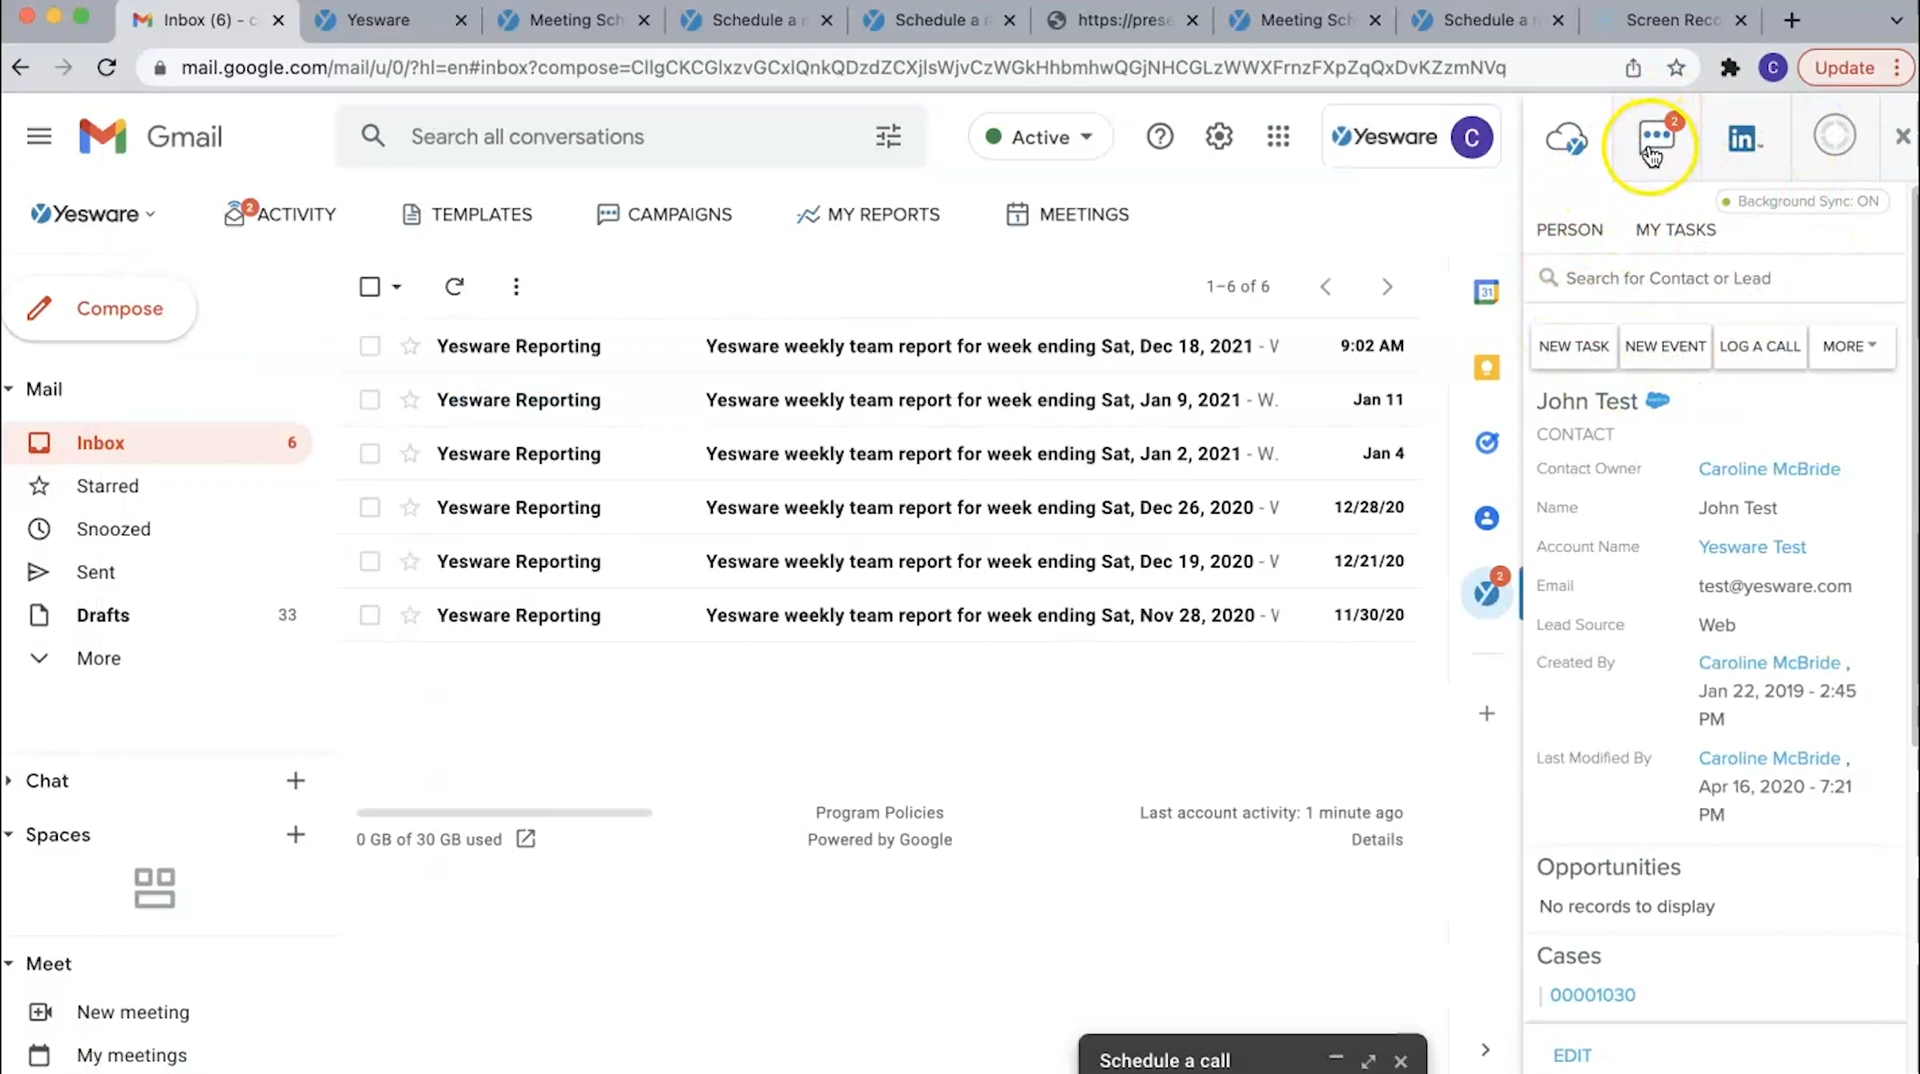 Inbox (6) - c
Yesware
Meeting Sch
Schedule a
Schedule a
https://prese
Meeting Sch
Schedule a
Screen Reco
mail.google.com/mail/u/0/?hl=en#inbox?compose=CllgCKCGlxzvGCxlQnkQDzdZCXjlsWjvCzWGkHhbmhwQGjNHCGLzWWXFrnzFXpZqQxDvKZzmNVq
C
Update
Gmail
Search all conversations
Active
Yesware
C
2
Background Sync: ON
Yesware
2
ACTIVITY
TEMPLATES
CAMPAIGNS
MY REPORTS
MEETINGS
PERSON
MY TASKS
Search for Contact or Lead
1–6 of 6
Compose
Yesware Reporting
Yesware weekly team report for week ending Sat, Dec 18, 2021 - V
9:02 AM
NEW TASK
NEW EVENT
LOG A CALL
MORE
Mail
Yesware Reporting
Yesware weekly team report for week ending Sat, Jan 9, 2021 - W.
Jan 11
Inbox
6
Yesware Reporting
Yesware weekly team report for week ending Sat, Jan 2, 2021 - W.
Jan 4
Starred
Yesware Reporting
Yesware weekly team report for week ending Sat, Dec 26, 2020 - V
12/28/20
Snoozed
Yesware Reporting
Yesware weekly team report for week ending Sat, Dec 19, 2020 - V
12/21/20
Sent
Yesware Reporting
Yesware weekly team report for week ending Sat, Nov 28, 2020 - V
11/30/20
Drafts
33
More
31
2
John Test
CONTACT
Contact Owner
Caroline McBride
Name
John Test
Account Name
Yesware Test
Email
test@yesware.com
Lead Source
Web
Created By
Caroline McBride ,
Jan 22, 2019 - 2:45
PM
Last Modified By
Caroline McBride ,
Apr 16, 2020 - 7:21
PM
Opportunities
No records to display
Cases
00001030
EDIT
Chat
Spaces
0 GB of 30 GB used
Program Policies
Powered by Google
Last account activity: 1 minute ago
Details
Meet
New meeting
My meetings
Schedule a call